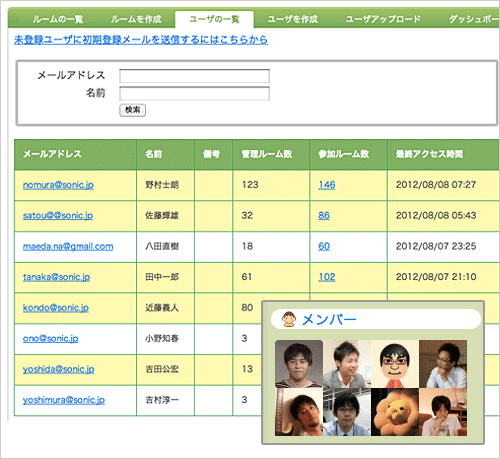 ルームの一覧 ルームを作成 ユーザの一覧 ユーザを作成 ユーザアップロード ダッシュボー
未登録ユーザに初期登録メールを送信するにはこちらから
メールアドレス
名前
検索
メールアドレス 名前 備考 管理ルーム数 参加ルーム数 最終アクセス時間
nomura@sonic.jp 野村士朗 123 146 2012/08/08 07:27
satou@@sonic.jp 佐藤輝雄 32 86 2012/08/08 05:43
maeda.na@gmail.com 八田直樹 18 60 2012/08/07 23:25
tanaka@sonic.jp 田中一郎 61 102 2012/08/07 21:10
kondo@sonic.jp 近藤義人 80
ono@sonic.jp 小野知春 3
yoshida@sonic.jp 吉田公宏 13
yoshimura@sonic.jp 吉村淳一 3
メンバー